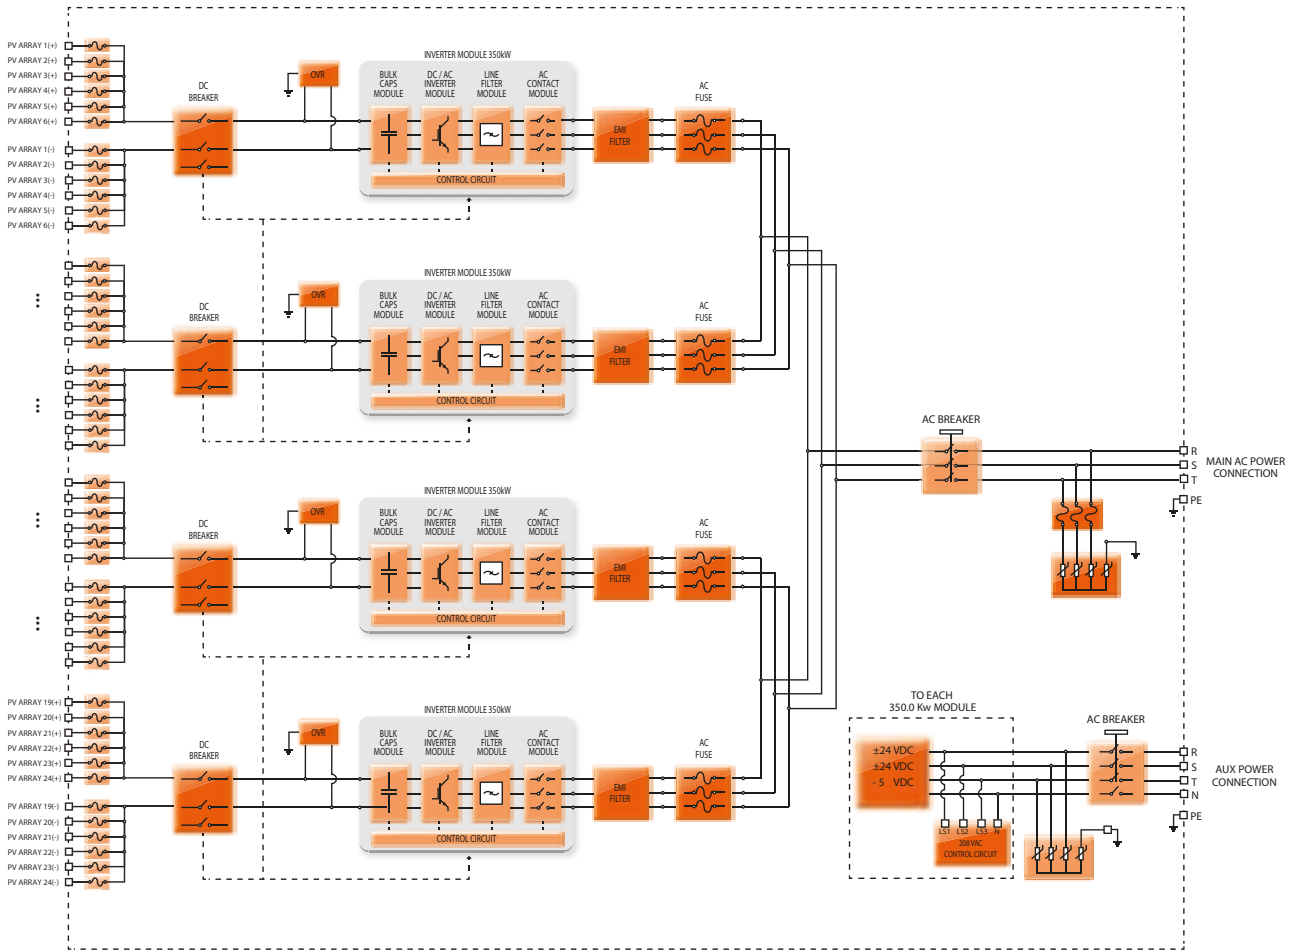 PV ARRAY 1(+)
PV ARRAY 2(+)
PV ARRAY 3(+)
PV ARRAY 4(+)
PV ARRAY 5(+)
PV ARRAY 6(+)
PV ARRAY 1(-)
PV ARRAY 2(-)
PV ARRAY 3(-)
PV ARRAY 4(-)
PV ARRAY 5(-)
PV ARRAY 6(-)
DC
BREAKER
OVR
INVERTER MODULE 350kW
BULK
CAPS
MODULE
DC / AC
INVERTER
MODULE
LINE
FILTER
MODULE
AC
CONTACT
MODULE
CONTROL CIRCUIT
EMI
FILTER
AC
FUSE
DC
BREAKER
OVR
INVERTER MODULE 350kW
BULK
CAPS
MODULE
DC / AC
INVERTER
MODULE
LINE
FILTER
MODULE
AC
CONTACT
MODULE
CONTROL CIRCUIT
EMI
FILTER
AC
FUSE
DC
BREAKER
OVR
INVERTER MODULE 350kW
BULK
CAPS
MODULE
DC / AC
INVERTER
MODULE
LINE
FILTER
MODULE
AC
CONTACT
MODULE
CONTROL CIRCUIT
EMI
FILTER
AC
FUSE
PV ARRAY 19(+)
PV ARRAY 20(+)
PV ARRAY 21(+)
PV ARRAY 22(+)
PV ARRAY 23(+)
PV ARRAY 24(+)
PV ARRAY 19(-)
PV ARRAY 20(-)
PV ARRAY 21(-)
PV ARRAY 22(-)
PV ARRAY 23(-)
PV ARRAY 24(-)
DC
BREAKER
OVR
INVERTER MODULE 350kW
BULK
CAPS
MODULE
DC / AC
INVERTER
MODULE
LINE
FILTER
MODULE
AC
CONTACT
MODULE
CONTROL CIRCUIT
EMI
FILTER
AC
FUSE
AC BREAKER
R
S
T
PE
MAIN AC POWER
CONNECTION
TO EACH
350.0 Kw MODULE
±24 VDC
±24 VDC
- 5 VDC
LS1 LS2 LS3 N
208 VAC
CONTROL CIRCUIT
AC BREAKER
R
S
T
N
PE
AUX POWER
CONNECTION